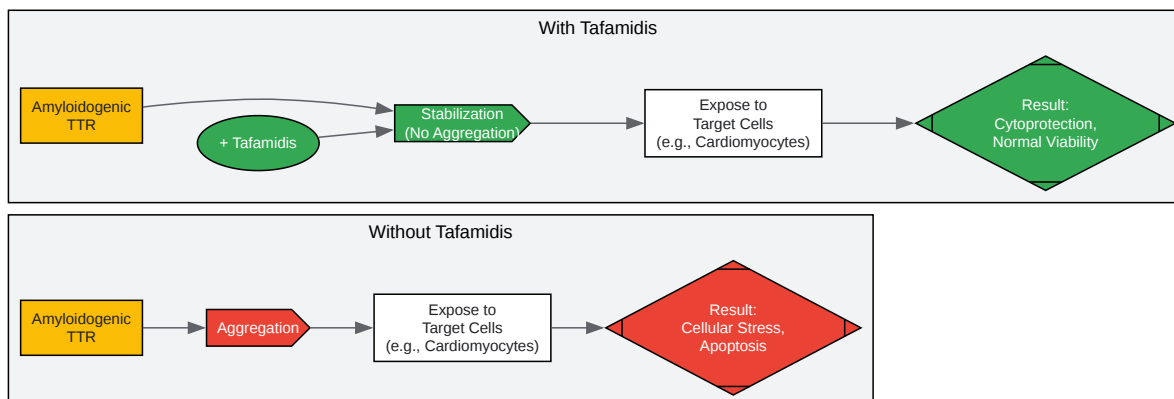 With Tafamidis
Amyloidogenic
TTR
+ Tafamidis
Stabilization
(No Aggregation)
Expose to
Target Cells
(e.g., Cardiomyocytes)
Result:
Cytoprotection,
Normal Viability
Without Tafamidis
Amyloidogenic
TTR
Aggregation
Expose to
Target Cells
(e.g., Cardiomyocytes)
Result:
Cellular Stress,
Apoptosis